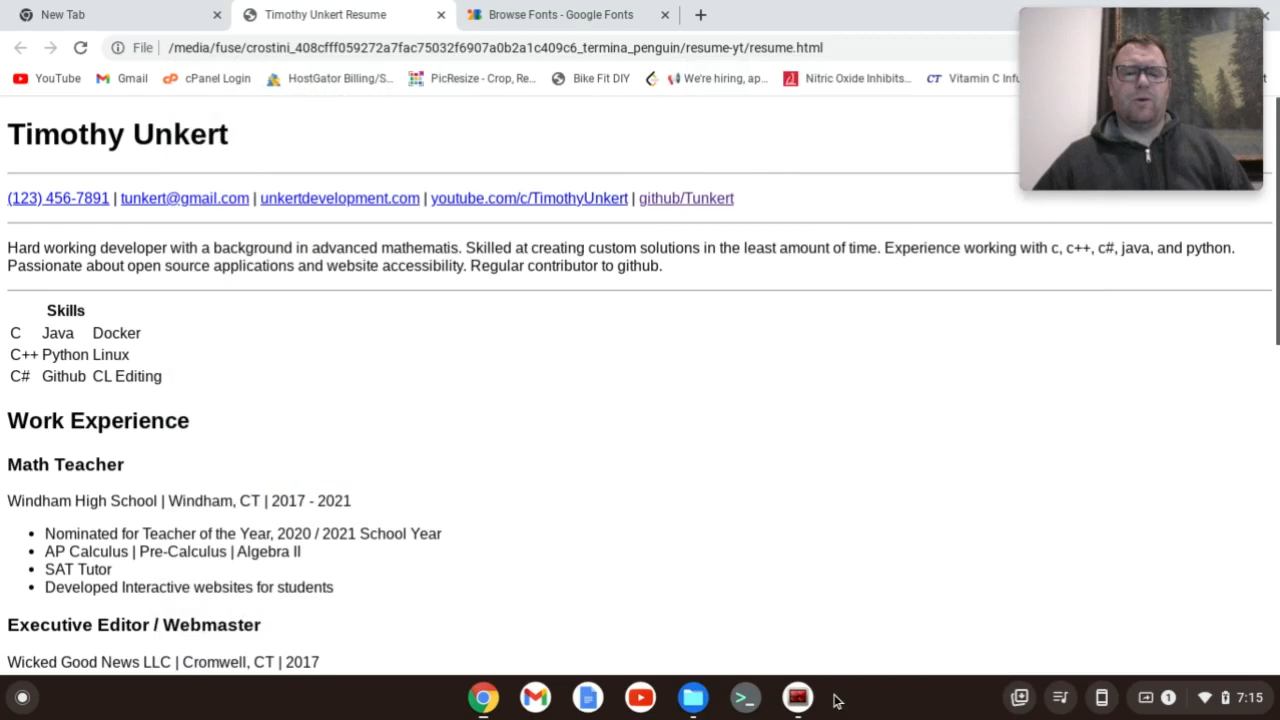 New Tab
Timothy Unkert Resume
Browse Fonts - Google Fonts
File
/media/fuse/crostini_408cfff059272a7fac75032f6907a0b2a1c409c6_termina_penguin/resume-yt/resume.html
YouTube
Gmail
cPanel Login
HostGator Billing/S...
PicResize - Crop, Re...
Bike Fit DIY
We're hiring, ap...
Nitric Oxide Inhibits...
Vitamin C Infu
Timothy Unkert
(123) 456-7891 | tunkert@gmail.com | unkertdevelopment.com | youtube.com/c/TimothyUnkert | github/Tunkert
Hard working developer with a background in advanced mathematis. Skilled at creating custom solutions in the least amount of time. Experience working with c, c++, c#, java, and python.
Passionate about open source applications and website accessibility. Regular contributor to github.
Skills
C Java Docker
C++ Python Linux
C# Github CL Editing
Work Experience
Math Teacher
Windham High School | Windham, CT | 2017 - 2021
• Nominated for Teacher of the Year, 2020 / 2021 School Year
• AP Calculus | Pre-Calculus | Algebra II
• SAT Tutor
• Developed Interactive websites for students
Executive Editor / Webmaster
Wicked Good News LLC | Cromwell, CT | 2017
1
7:15